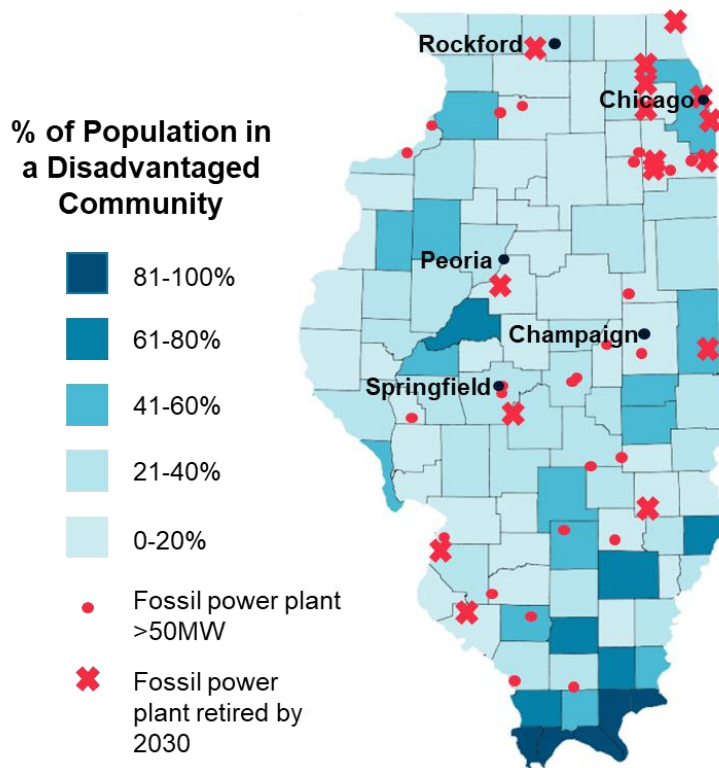 Rockford
Chicago
% of Population in
a Disadvantaged
Community
Peoria
81-100%
Champaign
61-80%
Springfield
41-60%
21-40%
0-20%
Fossil power plant
>50MW
Fossil power
plant retired by
2030